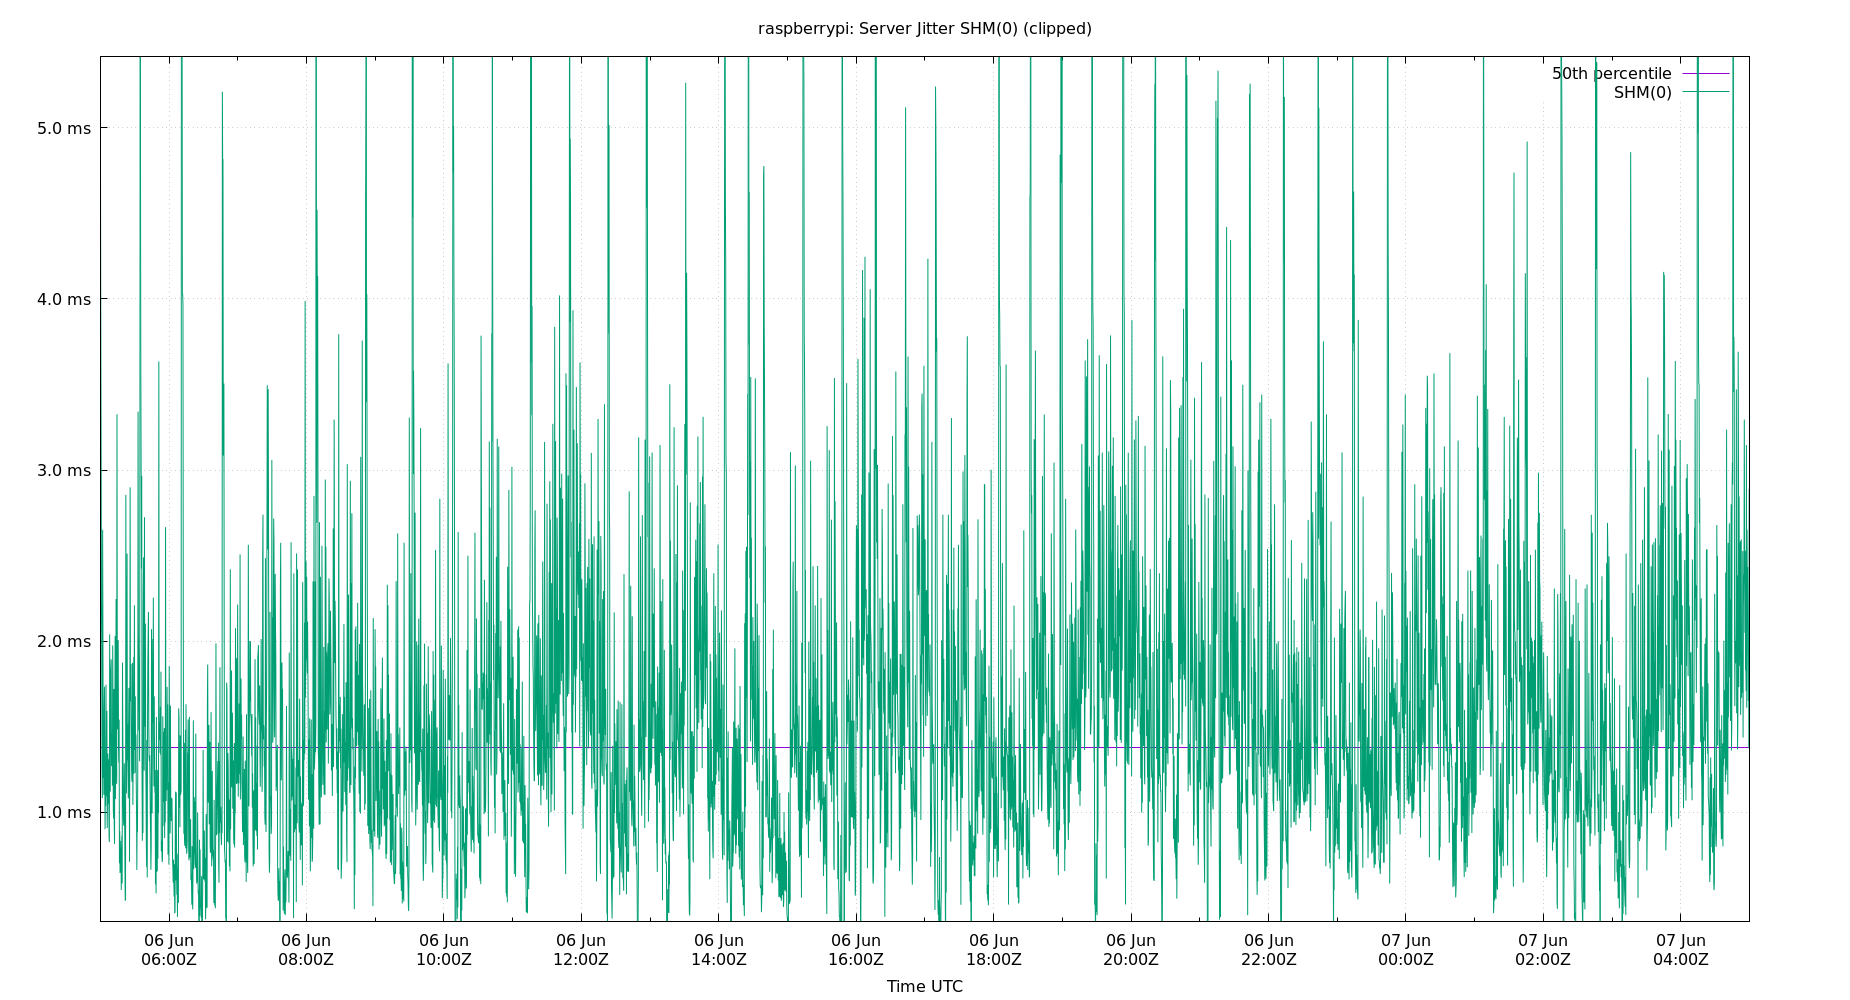 raspberrypi: Server Jitter SHM(0) (clipped)
50th percentile
SHM(0)
5.0 ms
4.0 ms
3.0 ms
2.0 ms
1.0 ms
06 Jun 06 Jun 06 Jun 06 Jun 06 Jun 06 Jun 06 Jun 06 Jun 06 Jun 07 Jun 07 Jun 07 Jun
06:00Z 08:00Z 10:00Z 12:00Z 14:00Z 16:00Z 18:00Z 20:00Z 22:00Z 00:00Z 02:00Z 04:00Z
Time UTC